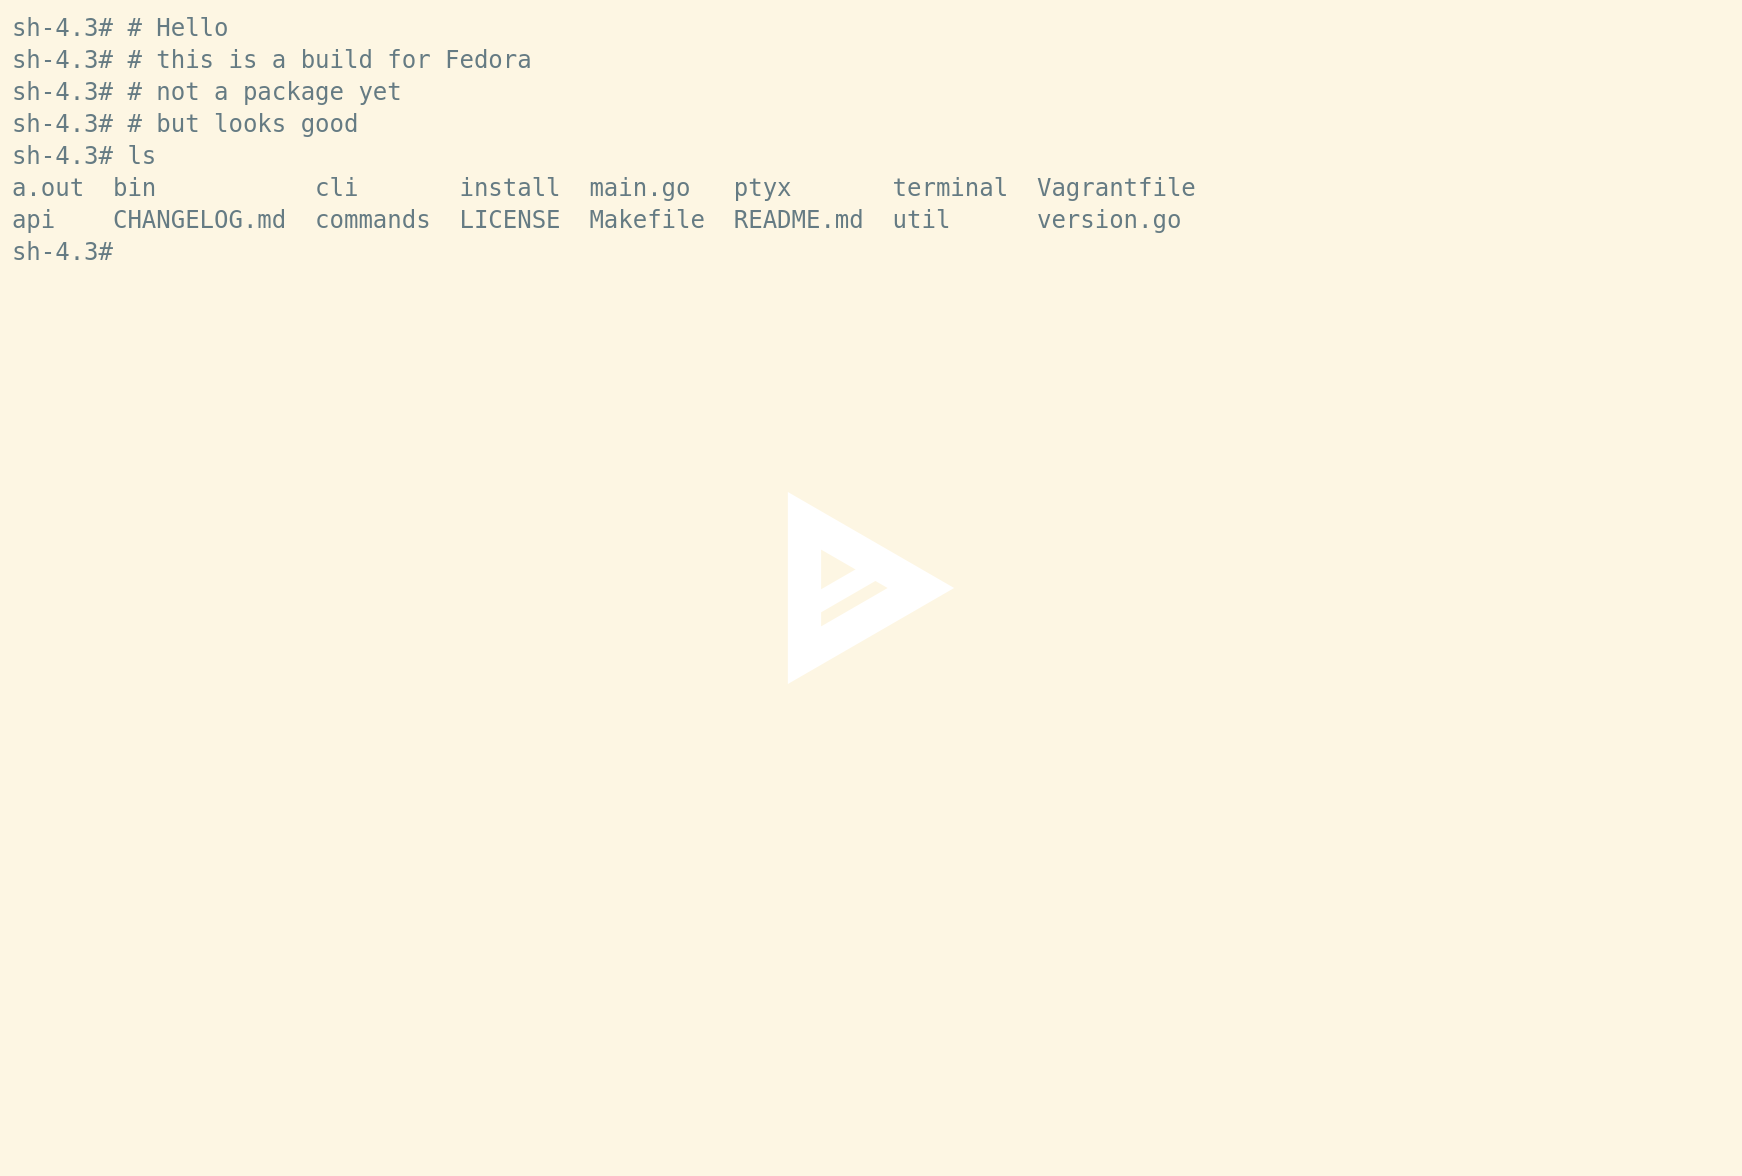 sh-4.3# # Hello
sh-4.3# # this is a build for Fedora
sh-4.3# # not a package yet
sh-4.3# # but looks good
sh-4.3# ls
a.out  bin           cli       install  main.go   ptyx       terminal  Vagrantfile
api    CHANGELOG.md  commands  LICENSE  Makefile  README.md  util      version.go
sh-4.3#